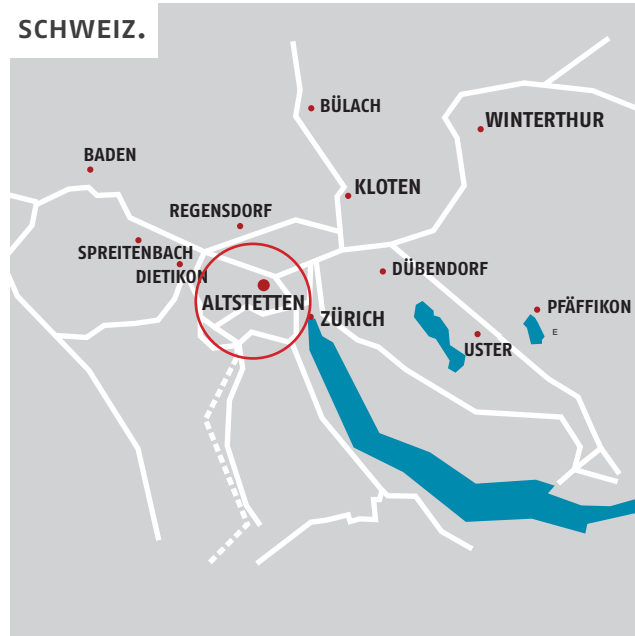 SCHWEIZ.
BÜLACH
WINTERTHUR
BADEN
KLOTEN
REGENSDORF
SPREITENBACH
DIETIKON
DÜBENDORF
ALTSTETTEN
PFÄFFIKON
ZÜRICH
E
USTER